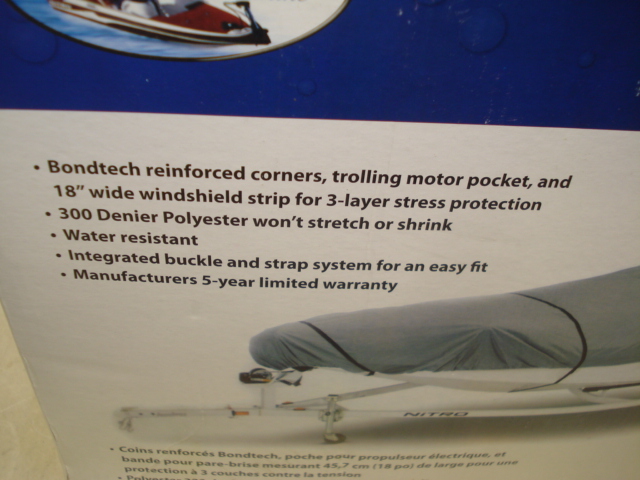 • Bondtech reinforced corners, trolling motor pocket, and
18" wide windshield strip for 3-layer stress protection
• 300 Denier Polyester won't stretch or shrink
• Water resistant
• Integrated buckle and strap system for an easy fit
• Manufacturers 5-year limited warranty
NITRO
• Coins renforcés Bondtech, poche pour propulseur électrique, et
bande pour pare-brise mesurant 45,7 cm (18 po) de large pour une
protection à 3 couches contre la tension